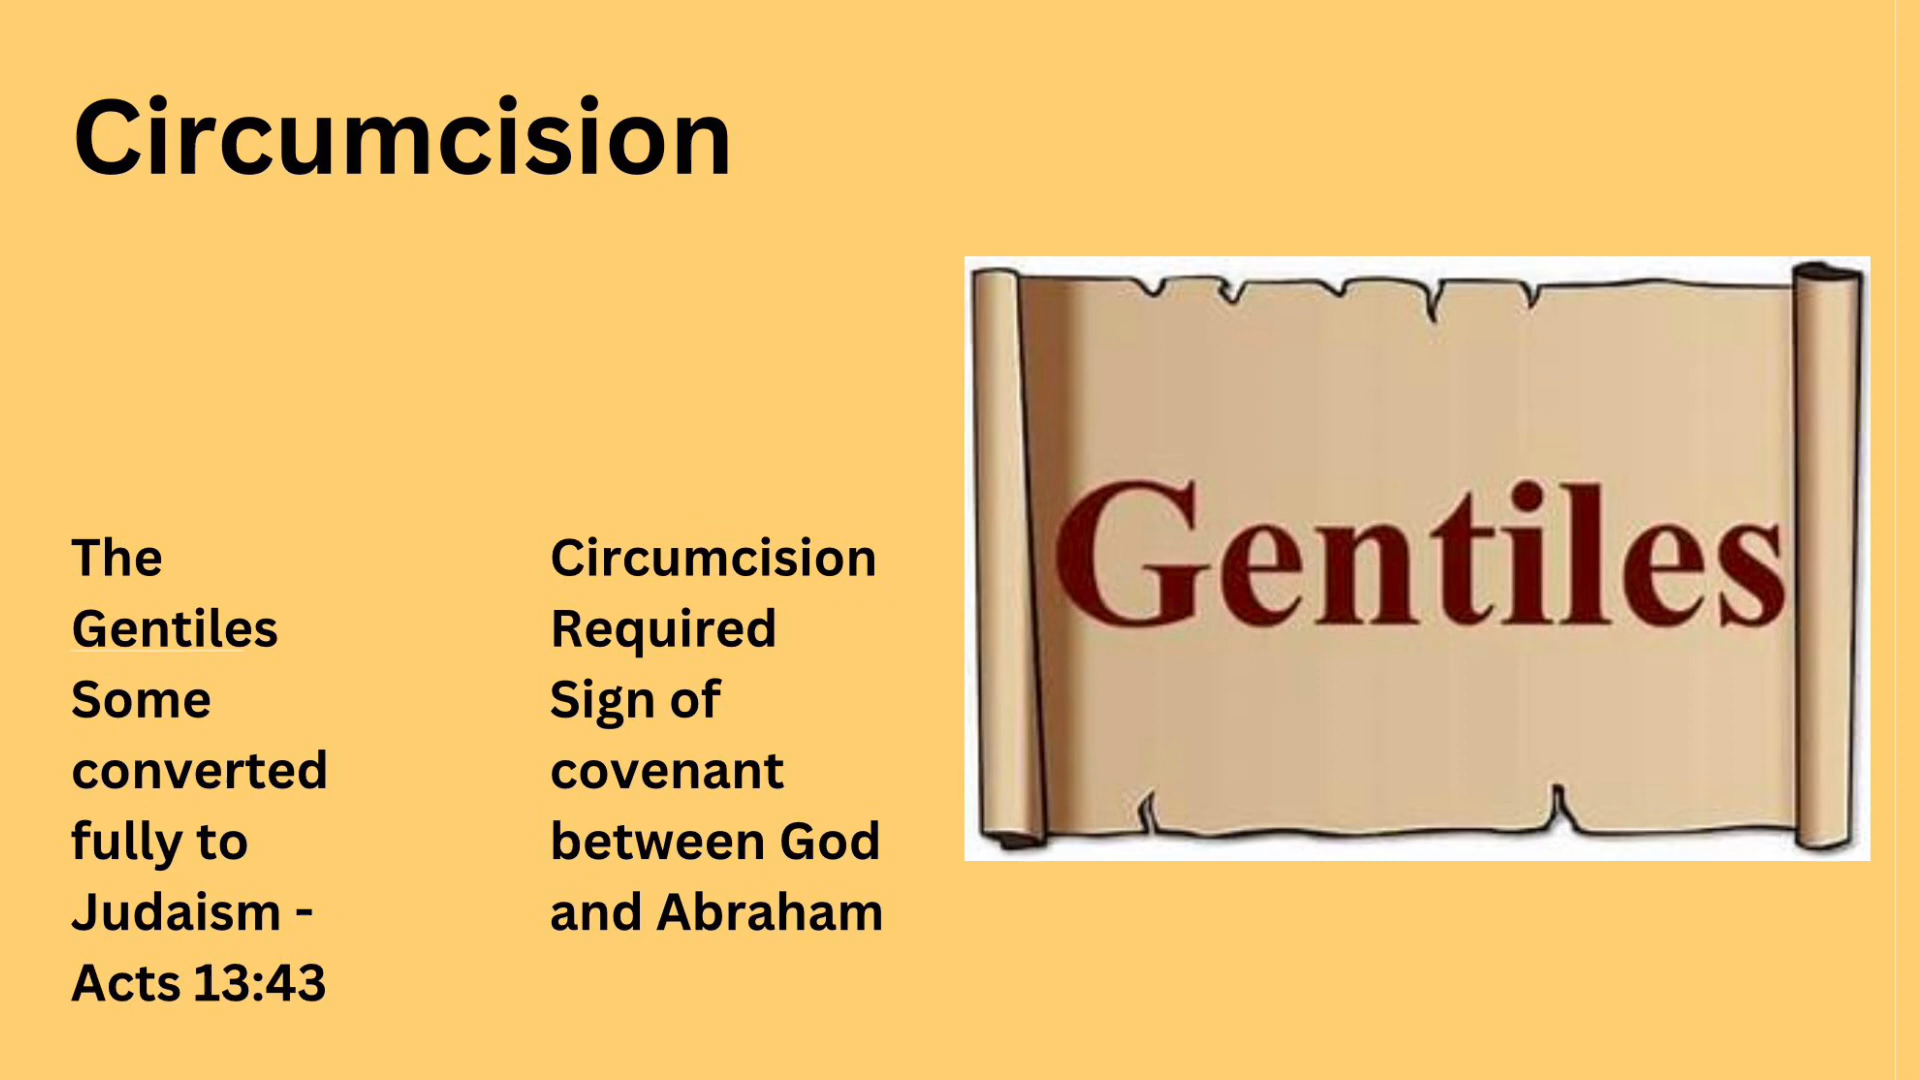 Circumcision
The
Gentiles
Some
converted
fully to
Judaism -
Acts 13:43
Circumcision
Required
Sign of
covenant
between God
and Abraham
Gentiles